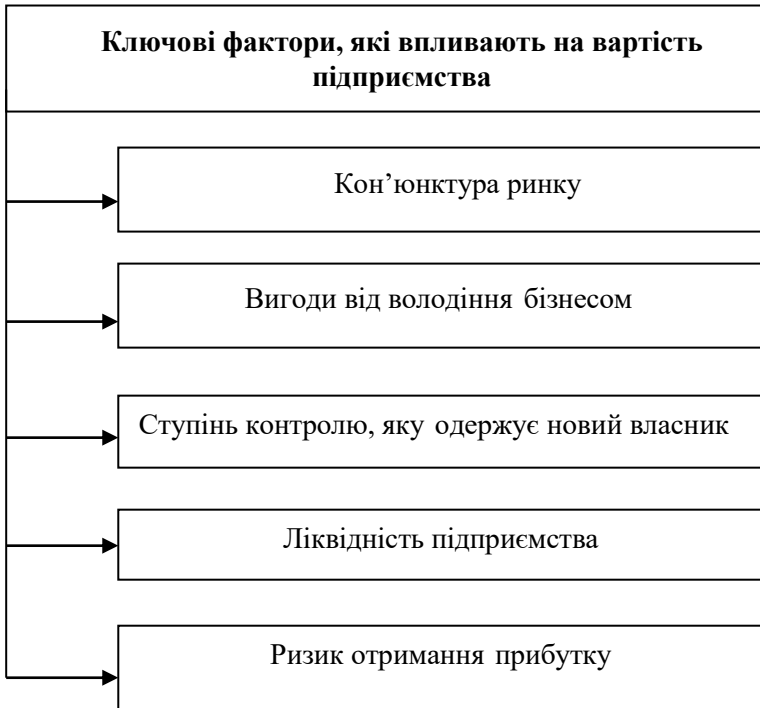 Ключові фактори, які впливають на вартість
підприємства
Кон’юнктура ринку
Вигоди від володіння бізнесом
Ступінь контролю, яку одержує новий власник
Ліквідність підприємства
Ризик отримання прибутку